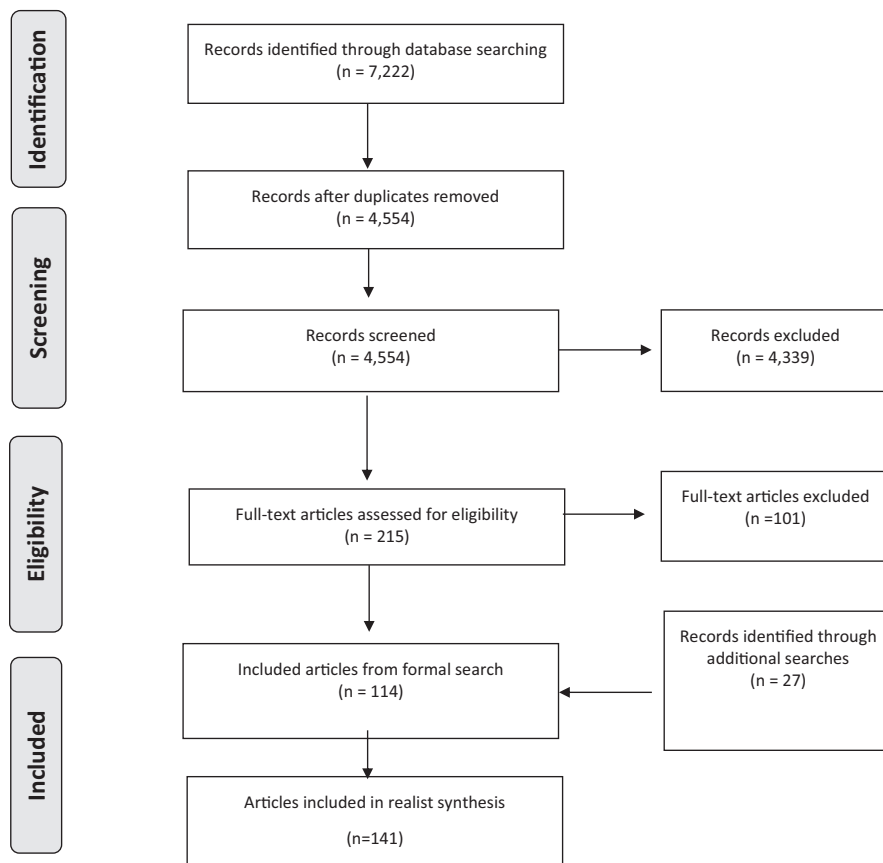 Identification
Records identified through database searching
(n = 7,222)
Records after duplicates removed
(n = 4,554)
Screening
Records screened
(n = 4,554)
Records excluded
(n = 4,339)
Eligibility
Full-text articles assessed for eligibility
(n = 215)
Full-text articles excluded
(n =101)
Included
Included articles from formal search
(n = 114)
Records identified through
additional searches
(n = 27)
Articles included in realist synthesis
(n=141)